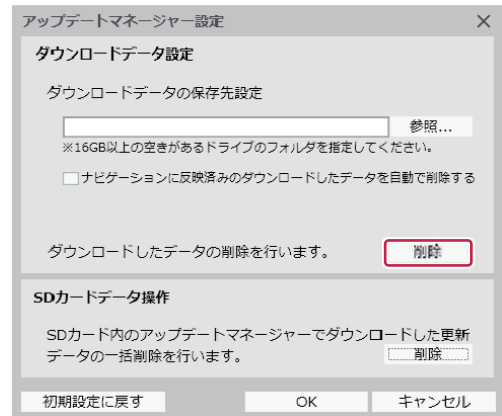 アップデートマネージャー設定
ダウンロードデータ設定
ダウンロードデータの保存先設定
参照...
※16GB以上の空きがあるドライブのフォルダを指定してください。
ナビゲーションに反映済みのダウンロードしたデータを自動で削除する
ダウンロードしたデータの削除を行います。 削除
SDカードデータ操作
SDカード内のアップデートマネージャーでダウンロードした更新
データの一括削除を行います。 削除
初期設定に戻す OK キャンセル